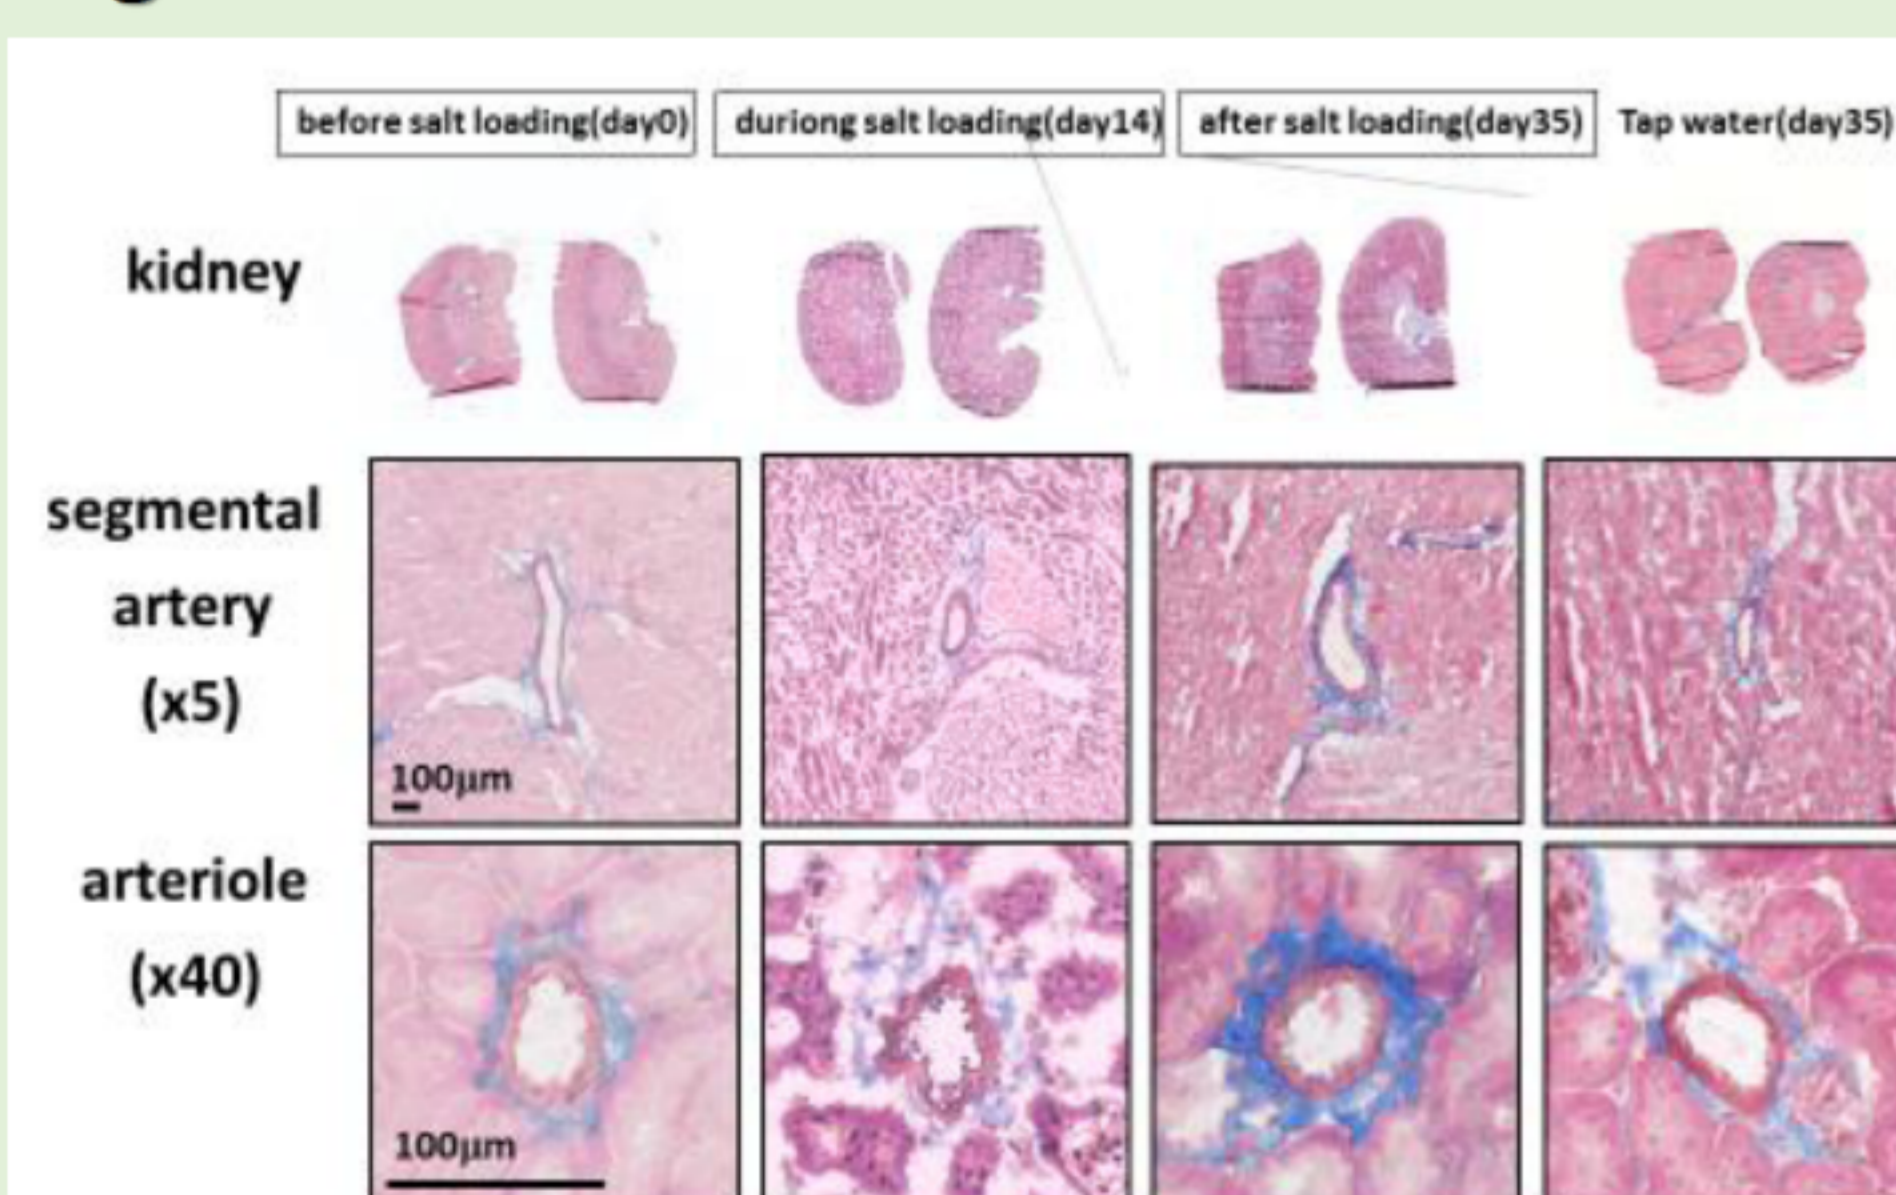 before salt loading(day0)
duriong salt loading(day14)
after salt loading(day35)
Tap water(day35)
kidney
segmental
artery
(x5)
100μm
arteriole
(x40)
100μm